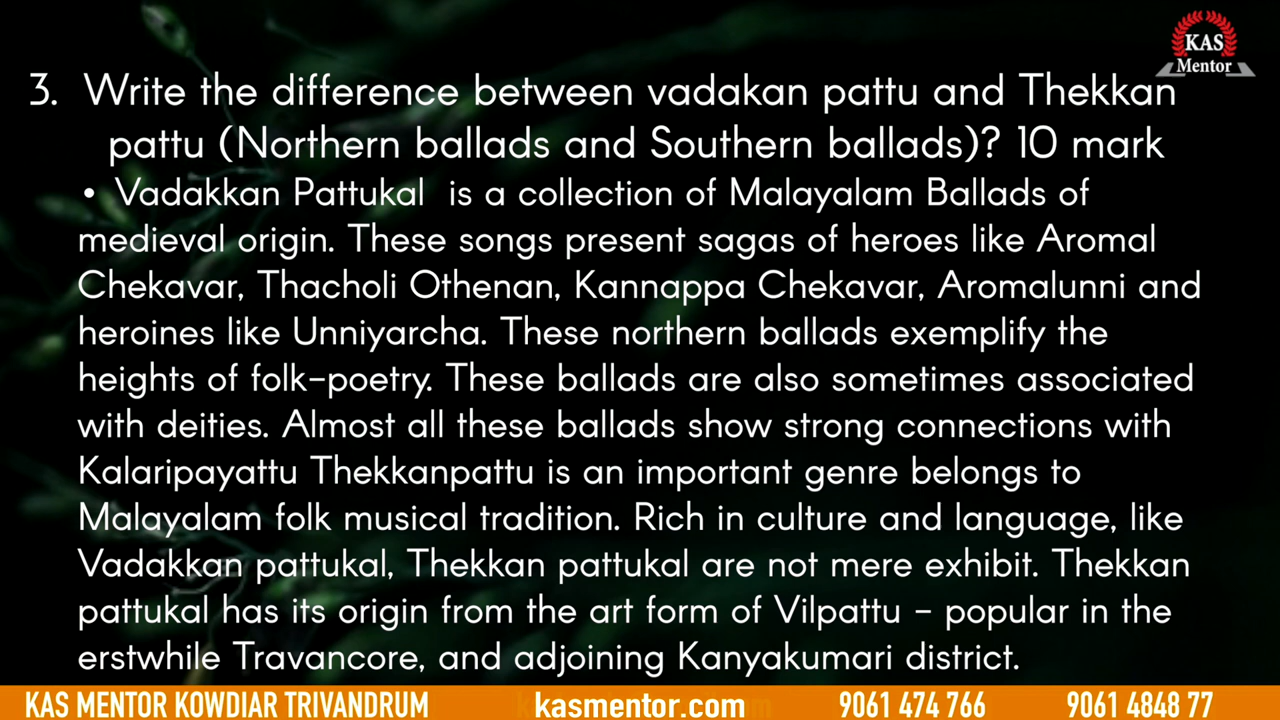 KAS
Mentor
3. Write the difference between vadakan pattu and Thekkan
pattu (Northern ballads and Southern ballads)? 10 mark
• Vadakkan Pattukal is a collection of Malayalam Ballads of
medieval origin. These songs present sagas of heroes like Aromal
Chekavar, Thacholi Othenan, Kannappa Chekavar, Aromalunni and
heroines like Unniyarcha. These northern ballads exemplify the
heights of folk-poetry. These ballads are also sometimes associated
with deities. Almost all these ballads show strong connections with
Kalaripayattu Thekkanpattu is an important genre belongs to
Malayalam folk musical tradition. Rich in culture and language, like
Vadakkan pattukal, Thekkan pattukal are not mere exhibit. Thekkan
pattukal has its origin from the art form of Vilpattu - popular in the
erstwhile Travancore, and adjoining Kanyakumari district.
KAS MENTOR KOWDIAR TRIVANDRUM kasmentor.com 9061 474 766 9061 4848 77